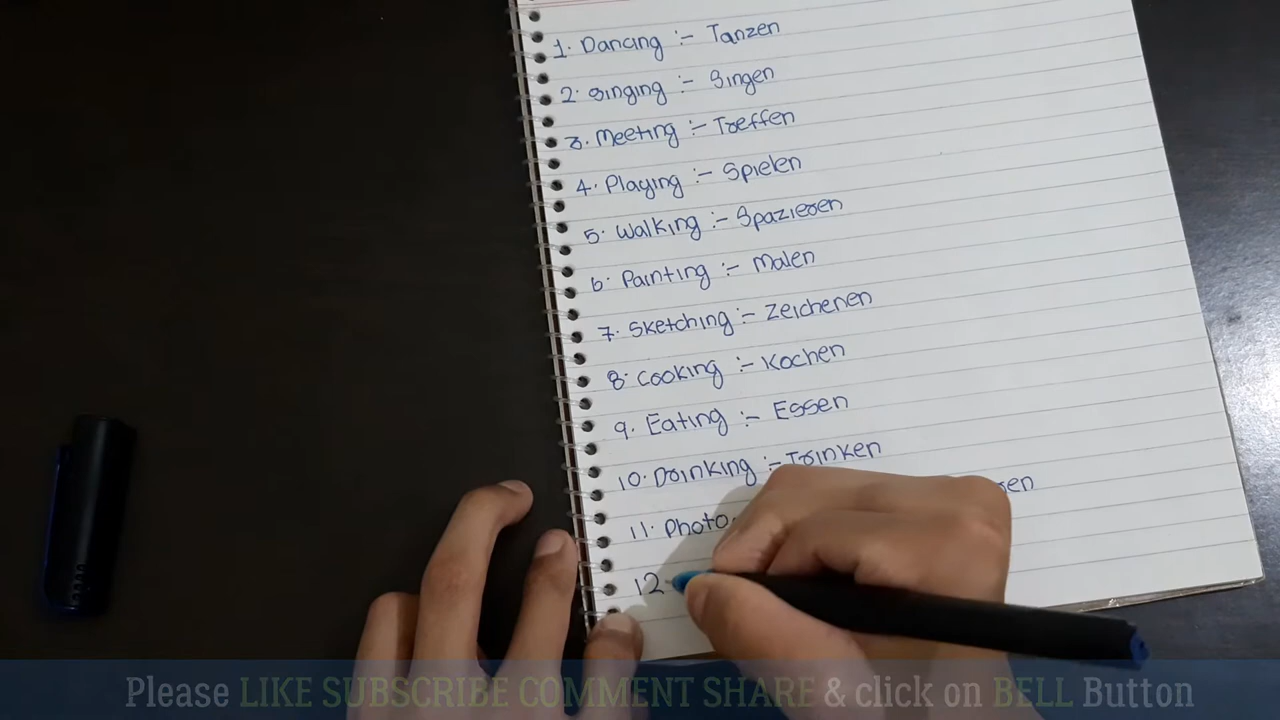 1. Dancing :- Tanzen
2. Singing :- Singen
3. Meeting :- Treffen
4. Playing :- Spielen
5. Walking :- Spazieren
6. Painting :- Malen
7. Sketching :- Zeichenen
8. Cooking :- Kochen
9. Eating :- Essen
10. Drinking :- Trinken
11. Photo
12.
Please LIKE SUBSCRIBE COMMENT SHARE & click on BELL Button